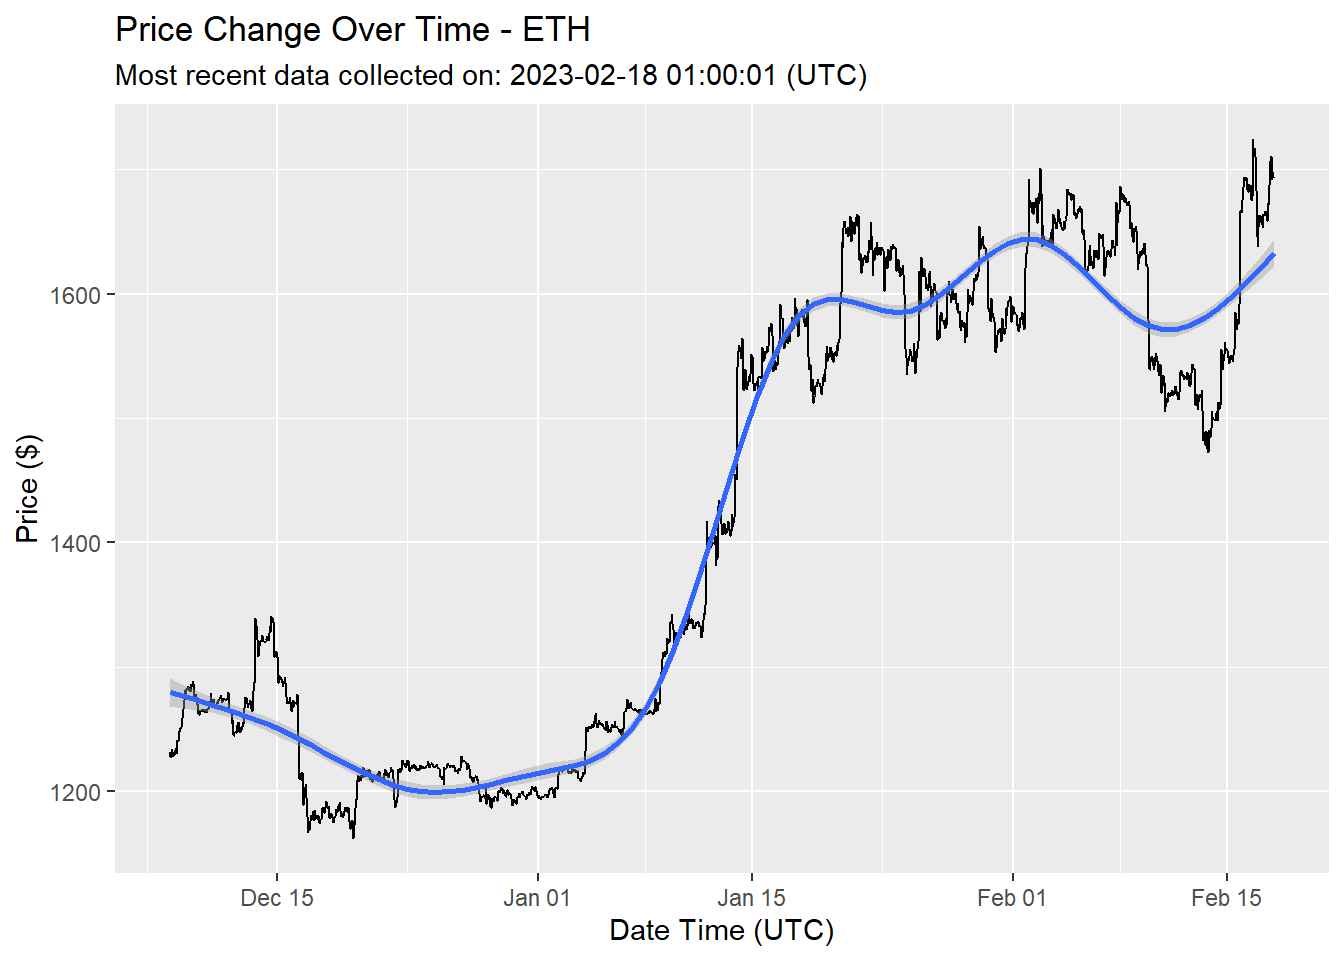 Price Change Over Time - ETH
Most recent data collected on: 2023-02-18 01:00:01 (UTC)
Price ($)
1600
1400
1200
Dec 15
Jan 01
Jan 15
Feb 01
Feb 15
Date Time (UTC)